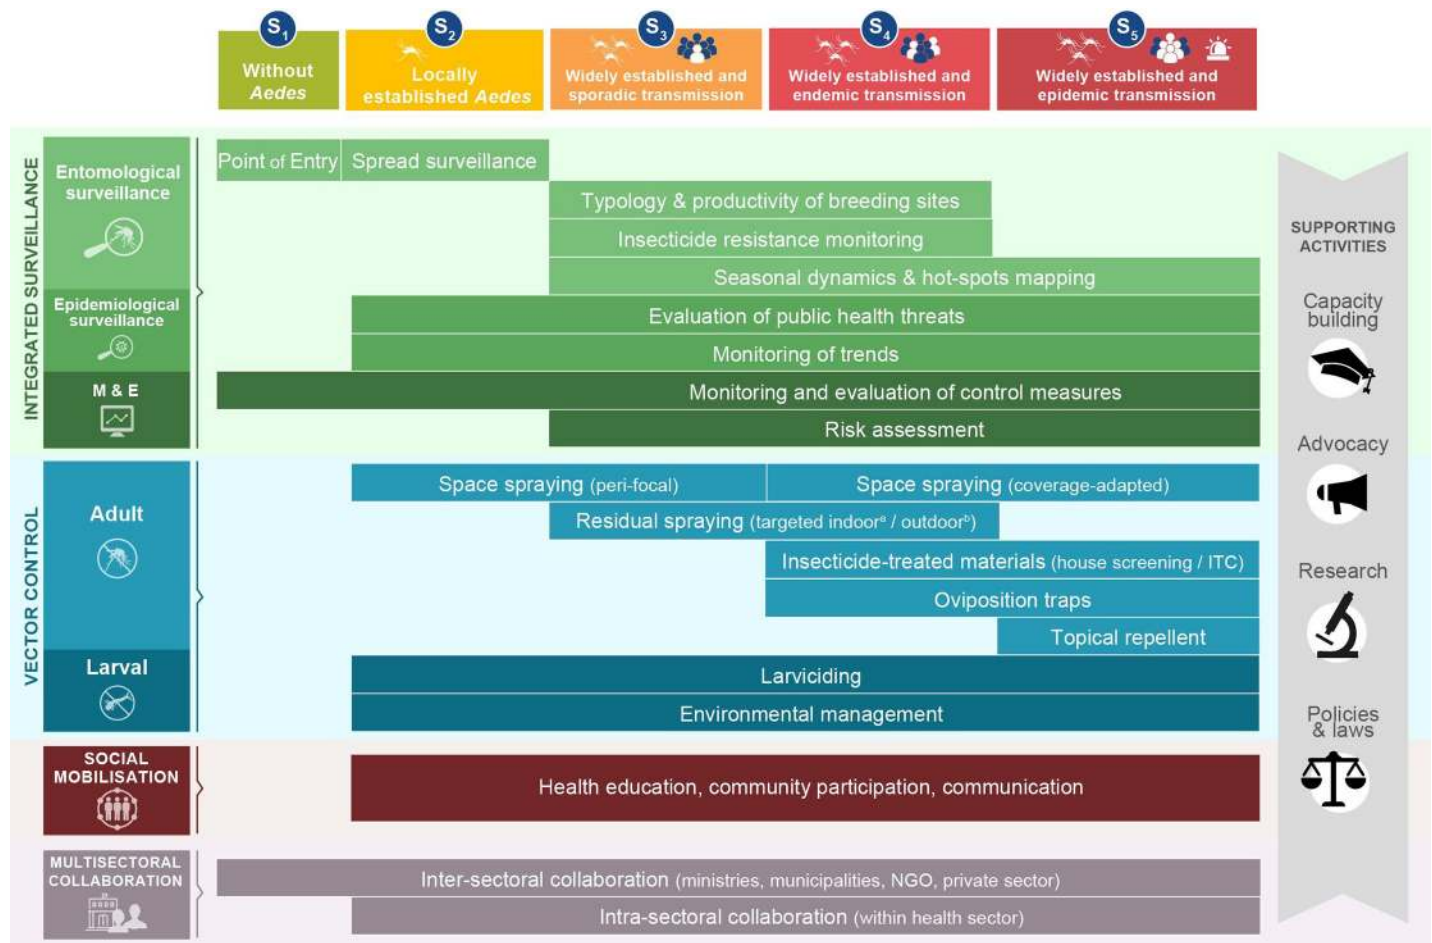 S1
S2
S3
S4
S5
Without
Aedes
Locally
established Aedes
Widely established and
sporadic transmission
Widely established and
endemic transmission
Widely established and
epidemic transmission
INTEGRATED SURVEILLANCE
Entomological
surveillance
Point of Entry
Spread surveillance
Typology & productivity of breeding sites
Insecticide resistance monitoring
Seasonal dynamics & hot-spots mapping
Epidemiological
surveillance
Evaluation of public health threats
Monitoring of trends
M & E
Monitoring and evaluation of control measures
Risk assessment
VECTOR CONTROL
Adult
Space spraying (peri-focal)
Space spraying (coverage-adapted)
Residual spraying (targeted indoorª / outdoorᵇ)
Insecticide-treated materials (house screening / ITC)
Oviposition traps
Topical repellent
Larval
Larviciding
Environmental management
SOCIAL
MOBILISATION
Health education, community participation, communication
MULTISECTORAL
COLLABORATION
Inter-sectoral collaboration (ministries, municipalities, NGO, private sector)
Intra-sectoral collaboration (within health sector)
SUPPORTING
ACTIVITIES
Capacity
building
Advocacy
Research
Policies
& laws